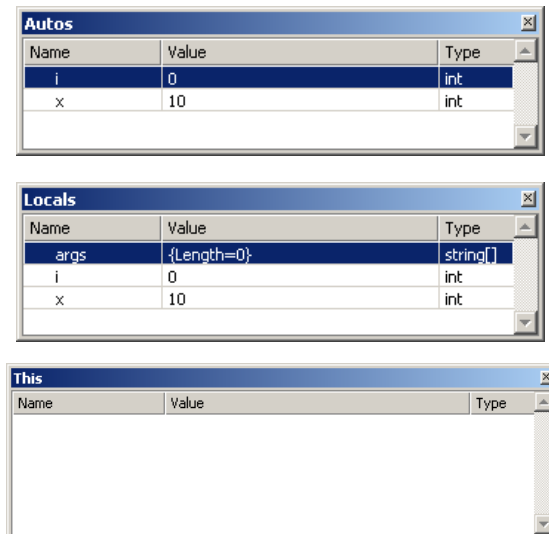 Autos
Name Value Type
i 0 int
x 10 int
Locals
Name Value Type
args {Length=0} string[]
i 0 int
x 10 int
This
Name Value Type